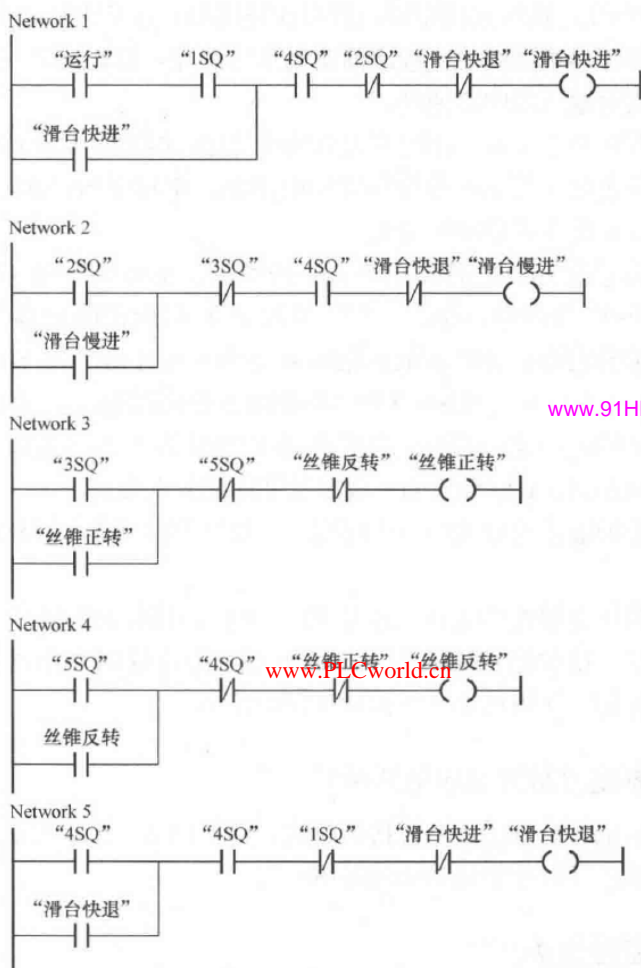 Network 1
“运行” “1SQ” “4SQ” “2SQ” “滑台快退” “滑台快进”
“滑台快进”
Network 2
“2SQ” “3SQ” “4SQ” “滑台快退” “滑台慢进”
“滑台慢进”
www.91H
Network 3
“3SQ” “5SQ” “丝锥反转” “丝锥正转”
“丝锥正转”
Network 4
“5SQ” “4SQ” “丝锥正转” “丝锥反转”
www.PLCworld.cn
丝锥反转
Network 5
“4SQ” “4SQ” “1SQ” “滑台快进” “滑台快退”
“滑台快退”